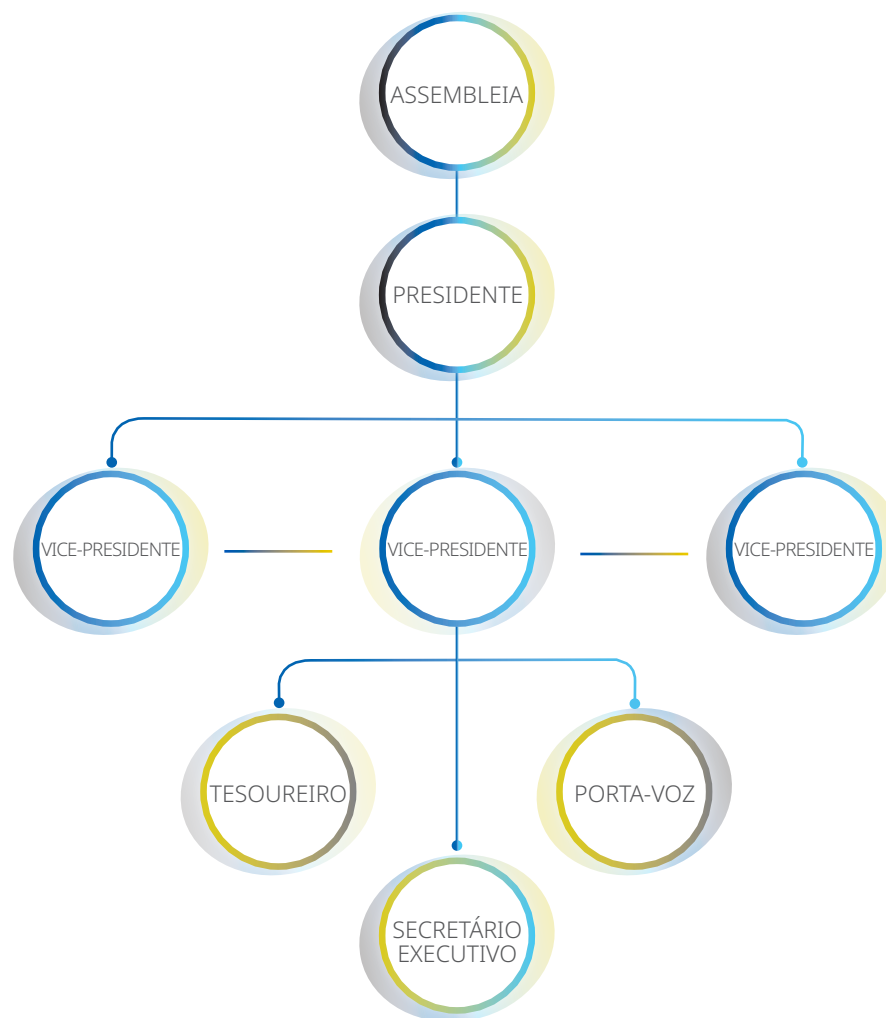 ASSEMBLEIA
PRESIDENTE
VICE-PRESIDENTE
VICE-PRESIDENTE
VICE-PRESIDENTE
TESOUREIRO
PORTA-VOZ
SECRETÁRIO
EXECUTIVO